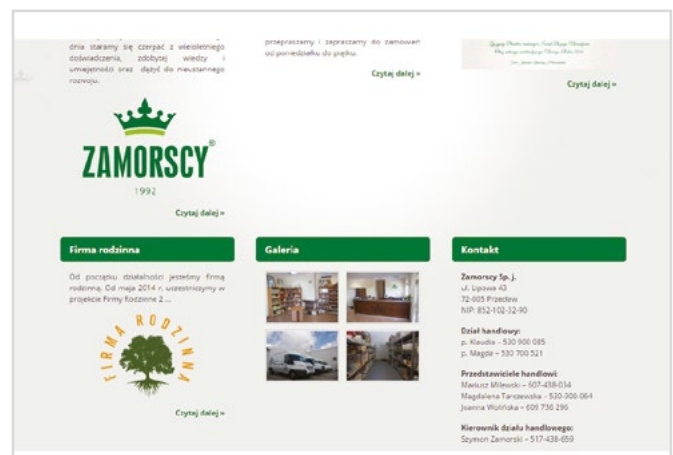 dnia staramy się czerpać z wieloletniego
doświadczenia, zdobytej wiedzy i
umiejętności oraz dążyć do nieustannego
rozwoju.
ZAMORSCY®
1992
Czytaj dalej »
przepraszamy i zapraszamy do zamówień
od poniedziałku do piątku.
Czytaj dalej »
Czytaj dalej »
Firma rodzinna
Od początku działalności jesteśmy firmą
rodzinną. Od maja 2014 r. uczestniczymy w
projekcie Firmy Rodzinne 2 ...
FIRMA RODZINNA
Czytaj dalej »
Galeria
Kontakt
Zamorscy Sp. j.
ul. Lipowa 43
72-005 Przecław
NIP: 852-102-32-90
Dział handlowy:
p. Klaudia – 530 900 085
p. Magda – 530 700 521
Przedstawiciele handlowi:
Mariusz Milewski – 607-438-034
Magdalena Tarczewska – 530-900-064
Joanna Wolińska – 609 736 296
Kierownik działu handlowego:
Szymon Zamorski – 517-438-659